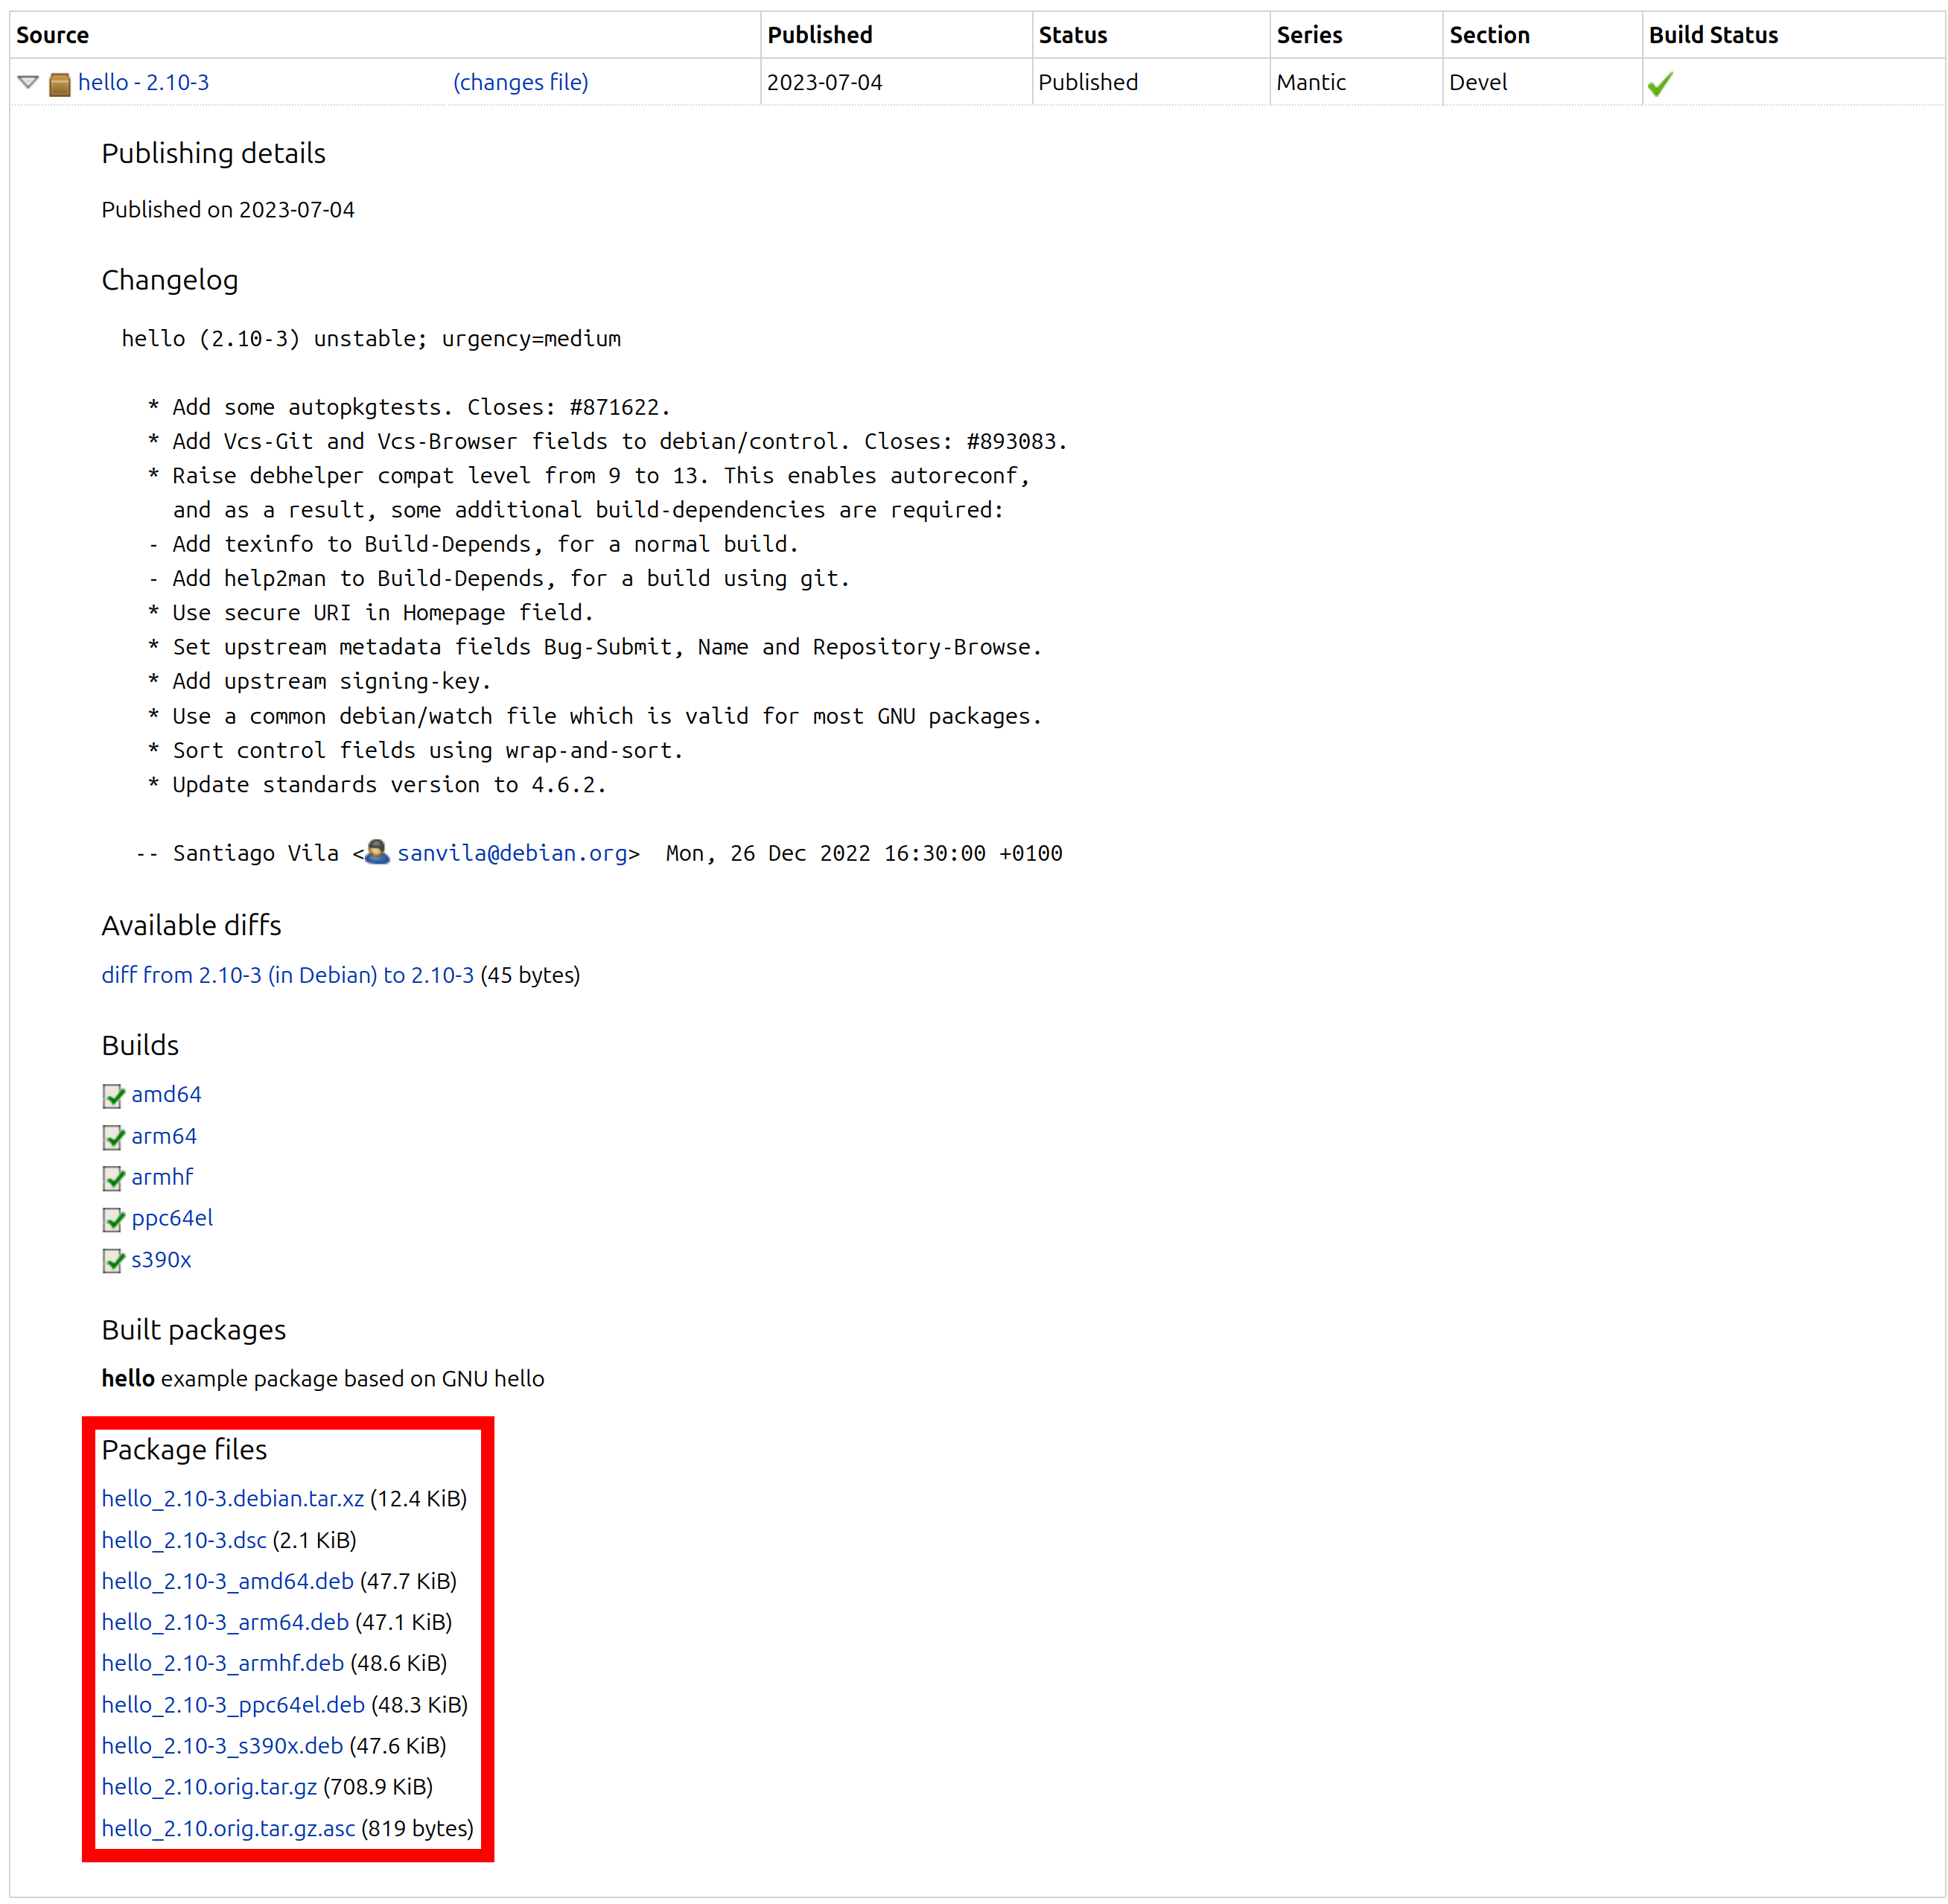 Source Published Status Series Section Build Status
hello - 2.10-3 (changes file) 2023-07-04 Published Mantic Devel
Publishing details
Published on 2023-07-04
Changelog
hello (2.10-3) unstable; urgency=medium
* Add some autopkgtests. Closes: #871622.
* Add Vcs-Git and Vcs-Browser fields to debian/control. Closes: #893083.
* Raise debhelper compat level from 9 to 13. This enables autoreconf,
and as a result, some additional build-dependencies are required:
- Add texinfo to Build-Depends, for a normal build.
- Add help2man to Build-Depends, for a build using git.
* Use secure URI in Homepage field.
* Set upstream metadata fields Bug-Submit, Name and Repository-Browse.
* Add upstream signing-key.
* Use a common debian/watch file which is valid for most GNU packages.
* Sort control fields using wrap-and-sort.
* Update standards version to 4.6.2.
-- Santiago Vila <sanvila@debian.org>  Mon, 26 Dec 2022 16:30:00 +0100
Available diffs
diff from 2.10-3 (in Debian) to 2.10-3 (45 bytes)
Builds
amd64
arm64
armhf
ppc64el
s390x
Built packages
hello example package based on GNU hello
Package files
hello_2.10-3.debian.tar.xz (12.4 KiB)
hello_2.10-3.dsc (2.1 KiB)
hello_2.10-3_amd64.deb (47.7 KiB)
hello_2.10-3_arm64.deb (47.1 KiB)
hello_2.10-3_armhf.deb (48.6 KiB)
hello_2.10-3_ppc64el.deb (48.3 KiB)
hello_2.10-3_s390x.deb (47.6 KiB)
hello_2.10.orig.tar.gz (708.9 KiB)
hello_2.10.orig.tar.gz.asc (819 bytes)